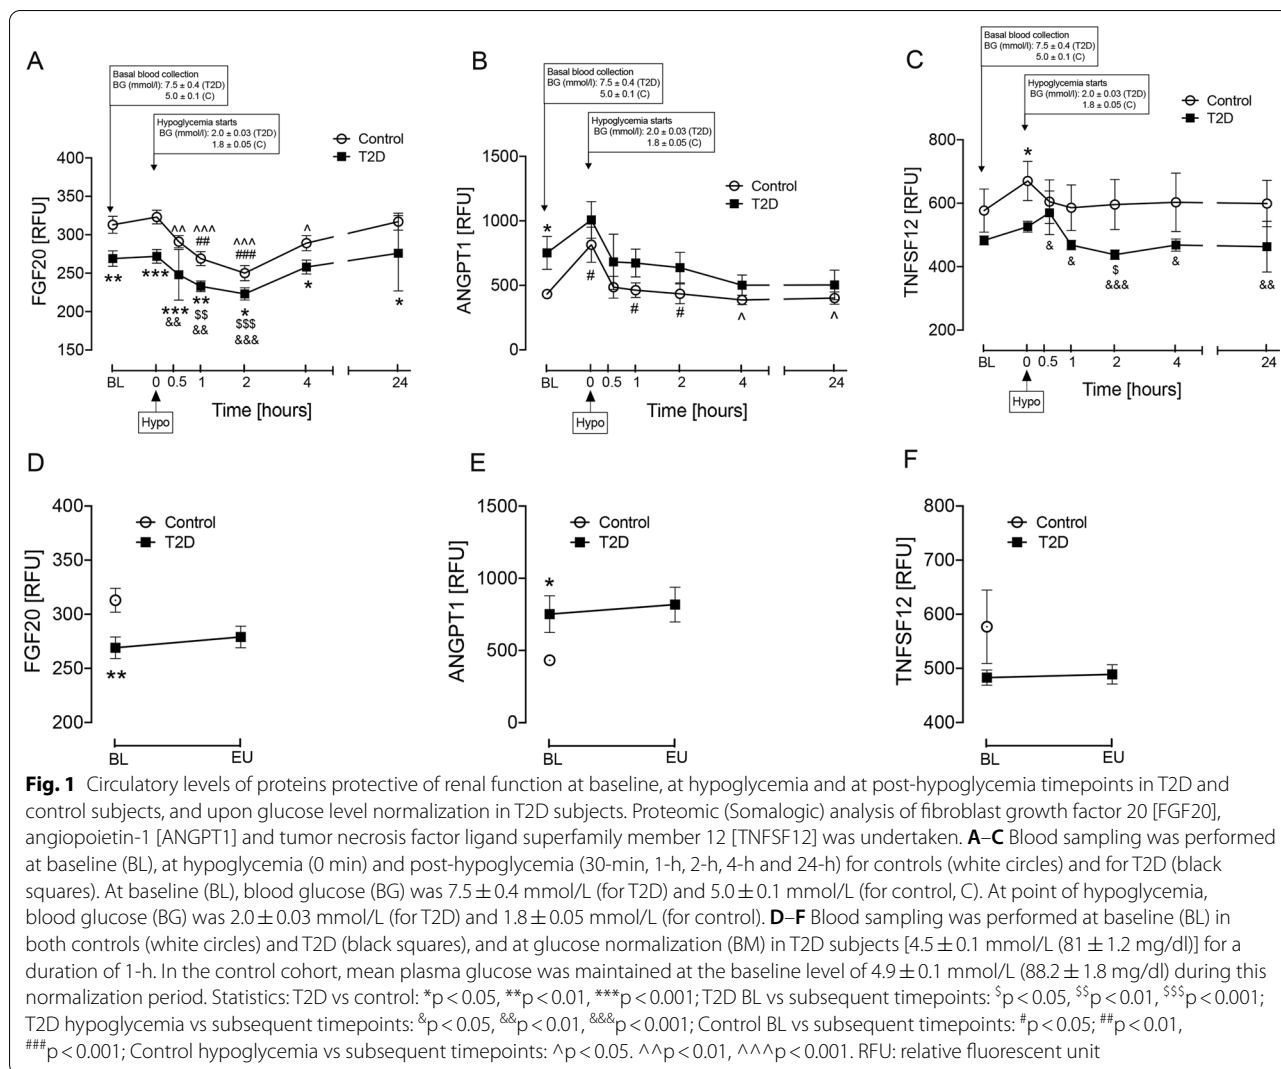 A
Basal blood collection
BG (mmol/l): 7.5 ± 0.4 (T2D)
5.0 ± 0.1 (C)
Hypoglycemia starts
BG (mmol/l): 2.0 ± 0.03 (T2D)
1.8 ± 0.05 (C)
Control
T2D
FGF20 [RFU]
400
350
300
250
200
150
^^ ^^^ ^^^ ^
## ###
** *** *** ** * * *
$$ $$$
&& && &&&
BL 0 0.5 1 2 4 24
Time [hours]
Hypo
B
Basal blood collection
BG (mmol/l): 7.5 ± 0.4 (T2D)
5.0 ± 0.1 (C)
Hypoglycemia starts
BG (mmol/l): 2.0 ± 0.03 (T2D)
1.8 ± 0.05 (C)
Control
T2D
ANGPT1 [RFU]
1500
1000
500
0
*
# # # ^ ^
BL 0 0.5 1 2 4 24
Time [hours]
Hypo
C
Basal blood collection
BG (mmol/l): 7.5 ± 0.4 (T2D)
5.0 ± 0.1 (C)
Hypoglycemia starts
BG (mmol/l): 2.0 ± 0.03 (T2D)
1.8 ± 0.05 (C)
Control
T2D
TNFSF12 [RFU]
800
600
400
200
*
& & $ & &&
&&&
BL 0 0.5 1 2 4 24
Time [hours]
Hypo
D
Control
T2D
FGF20 [RFU]
400
350
300
250
200
**
BL EU
E
Control
T2D
ANGPT1 [RFU]
1500
1000
500
0
*
BL EU
F
Control
T2D
TNFSF12 [RFU]
800
700
600
500
400
BL EU
Fig. 1 Circulatory levels of proteins protective of renal function at baseline, at hypoglycemia and at post-hypoglycemia timepoints in T2D and
control subjects, and upon glucose level normalization in T2D subjects. Proteomic (Somalogic) analysis of fibroblast growth factor 20 [FGF20],
angiopoietin-1 [ANGPT1] and tumor necrosis factor ligand superfamily member 12 [TNFSF12] was undertaken. A–C Blood sampling was performed
at baseline (BL), at hypoglycemia (0 min) and post-hypoglycemia (30-min, 1-h, 2-h, 4-h and 24-h) for controls (white circles) and for T2D (black
squares). At baseline (BL), blood glucose (BG) was 7.5 ± 0.4 mmol/L (for T2D) and 5.0 ± 0.1 mmol/L (for control, C). At point of hypoglycemia,
blood glucose (BG) was 2.0 ± 0.03 mmol/L (for T2D) and 1.8 ± 0.05 mmol/L (for control). D–F Blood sampling was performed at baseline (BL) in
both controls (white circles) and T2D (black squares), and at glucose normalization (BM) in T2D subjects [4.5 ± 0.1 mmol/L (81 ± 1.2 mg/dl)] for a
duration of 1-h. In the control cohort, mean plasma glucose was maintained at the baseline level of 4.9 ± 0.1 mmol/L (88.2 ± 1.8 mg/dl) during this
normalization period. Statistics: T2D vs control: *p < 0.05, **p < 0.01, ***p < 0.001; T2D BL vs subsequent timepoints: $p < 0.05, $$p < 0.01, $$$p < 0.001;
T2D hypoglycemia vs subsequent timepoints: &p < 0.05, &&p < 0.01, &&&p < 0.001; Control BL vs subsequent timepoints: #p < 0.05; ##p < 0.01,
###p < 0.001; Control hypoglycemia vs subsequent timepoints: ^p < 0.05. ^^p < 0.01, ^^^p < 0.001. RFU: relative fluorescent unit